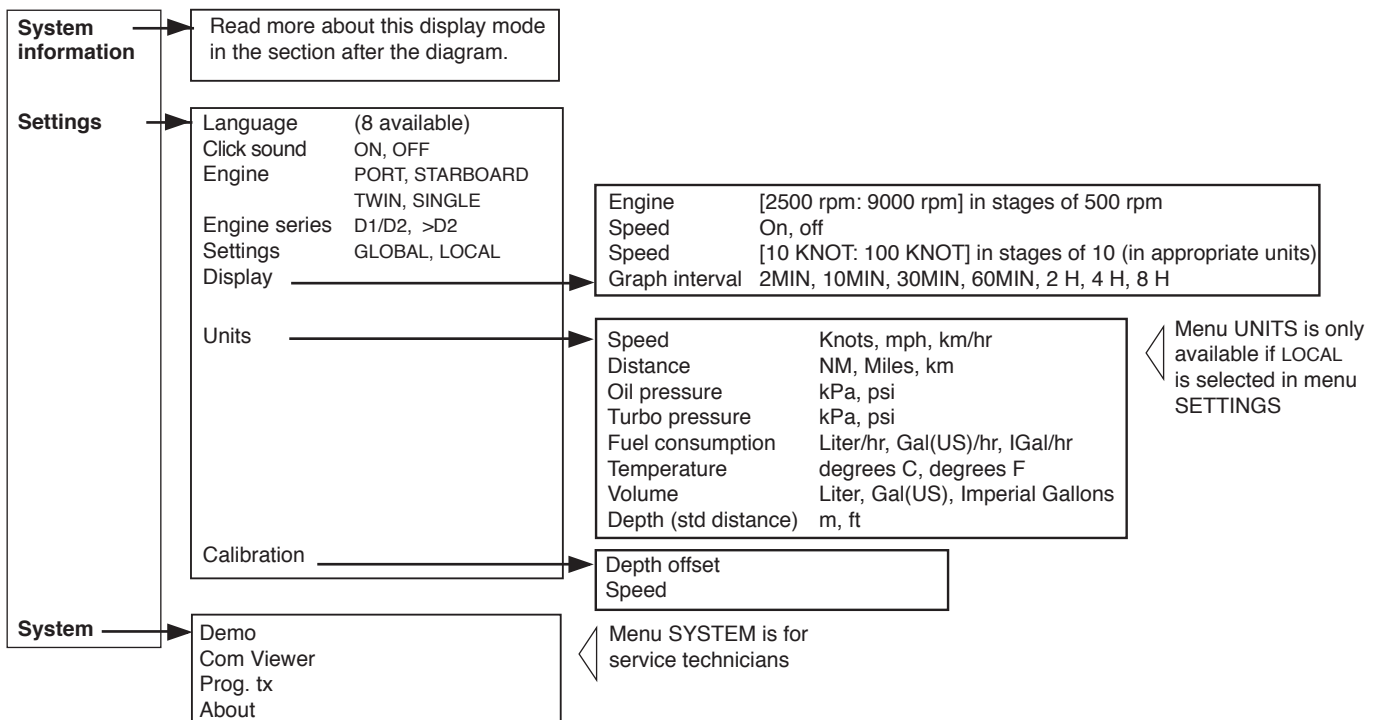 System
information
Read more about this display mode
in the section after the diagram.
Settings
Language (8 available)
Click sound ON, OFF
Engine PORT, STARBOARD
TWIN, SINGLE
Engine series D1/D2, >D2
Settings GLOBAL, LOCAL
Display
Engine [2500 rpm: 9000 rpm] in stages of 500 rpm
Speed On, off
Speed [10 KNOT: 100 KNOT] in stages of 10 (in appropriate units)
Graph interval 2MIN, 10MIN, 30MIN, 60MIN, 2 H, 4 H, 8 H
Units
Speed Knots, mph, km/hr
Distance NM, Miles, km
Oil pressure kPa, psi
Turbo pressure kPa, psi
Fuel consumption Liter/hr, Gal(US)/hr, IGal/hr
Temperature degrees C, degrees F
Volume Liter, Gal(US), Imperial Gallons
Depth (std distance) m, ft
Menu UNITS is only
available if LOCAL
is selected in menu
SETTINGS
Calibration
Depth offset
Speed
System
Demo
Com Viewer
Prog. tx
About
Menu SYSTEM is for
service technicians